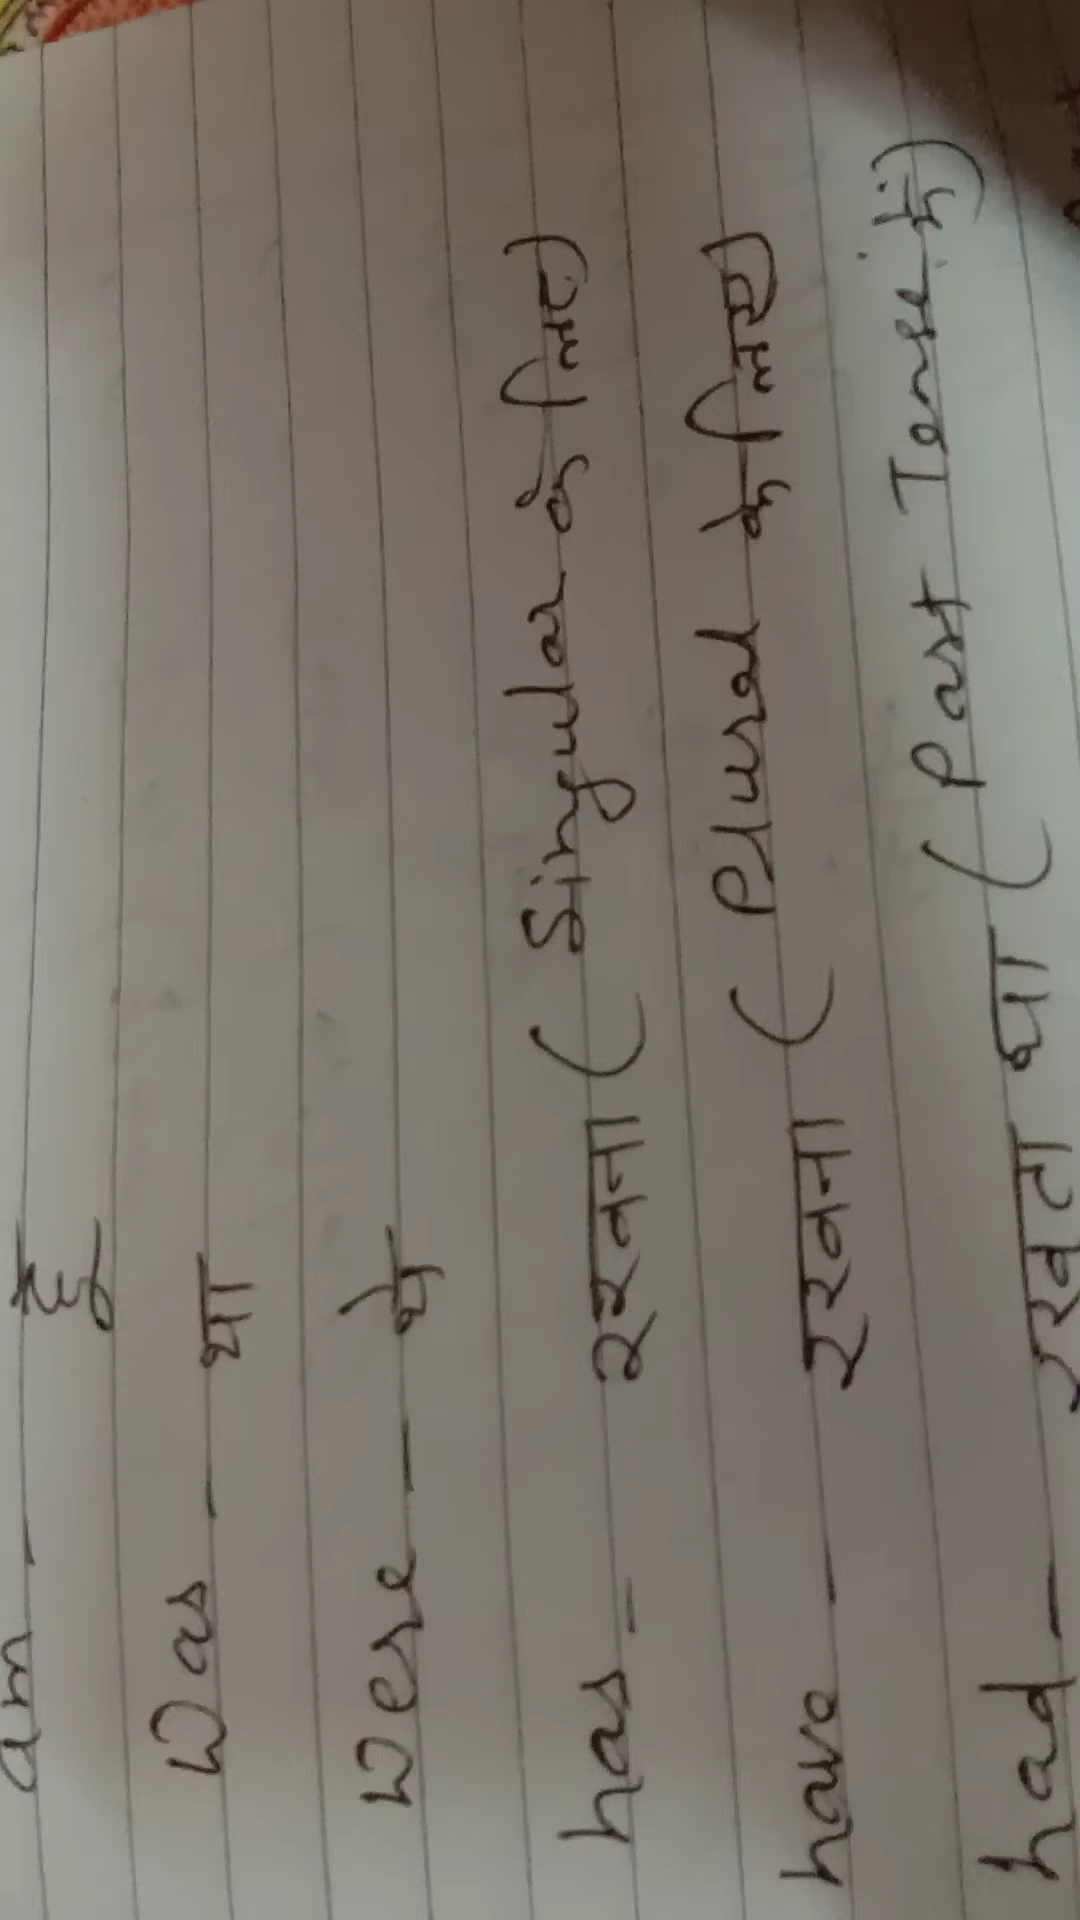 am - हूँ
was - था
were - थे
has - रखना (Singular के लिए)
have - रखना (Plural के लिए)
had - रखता था (Past Tense में)